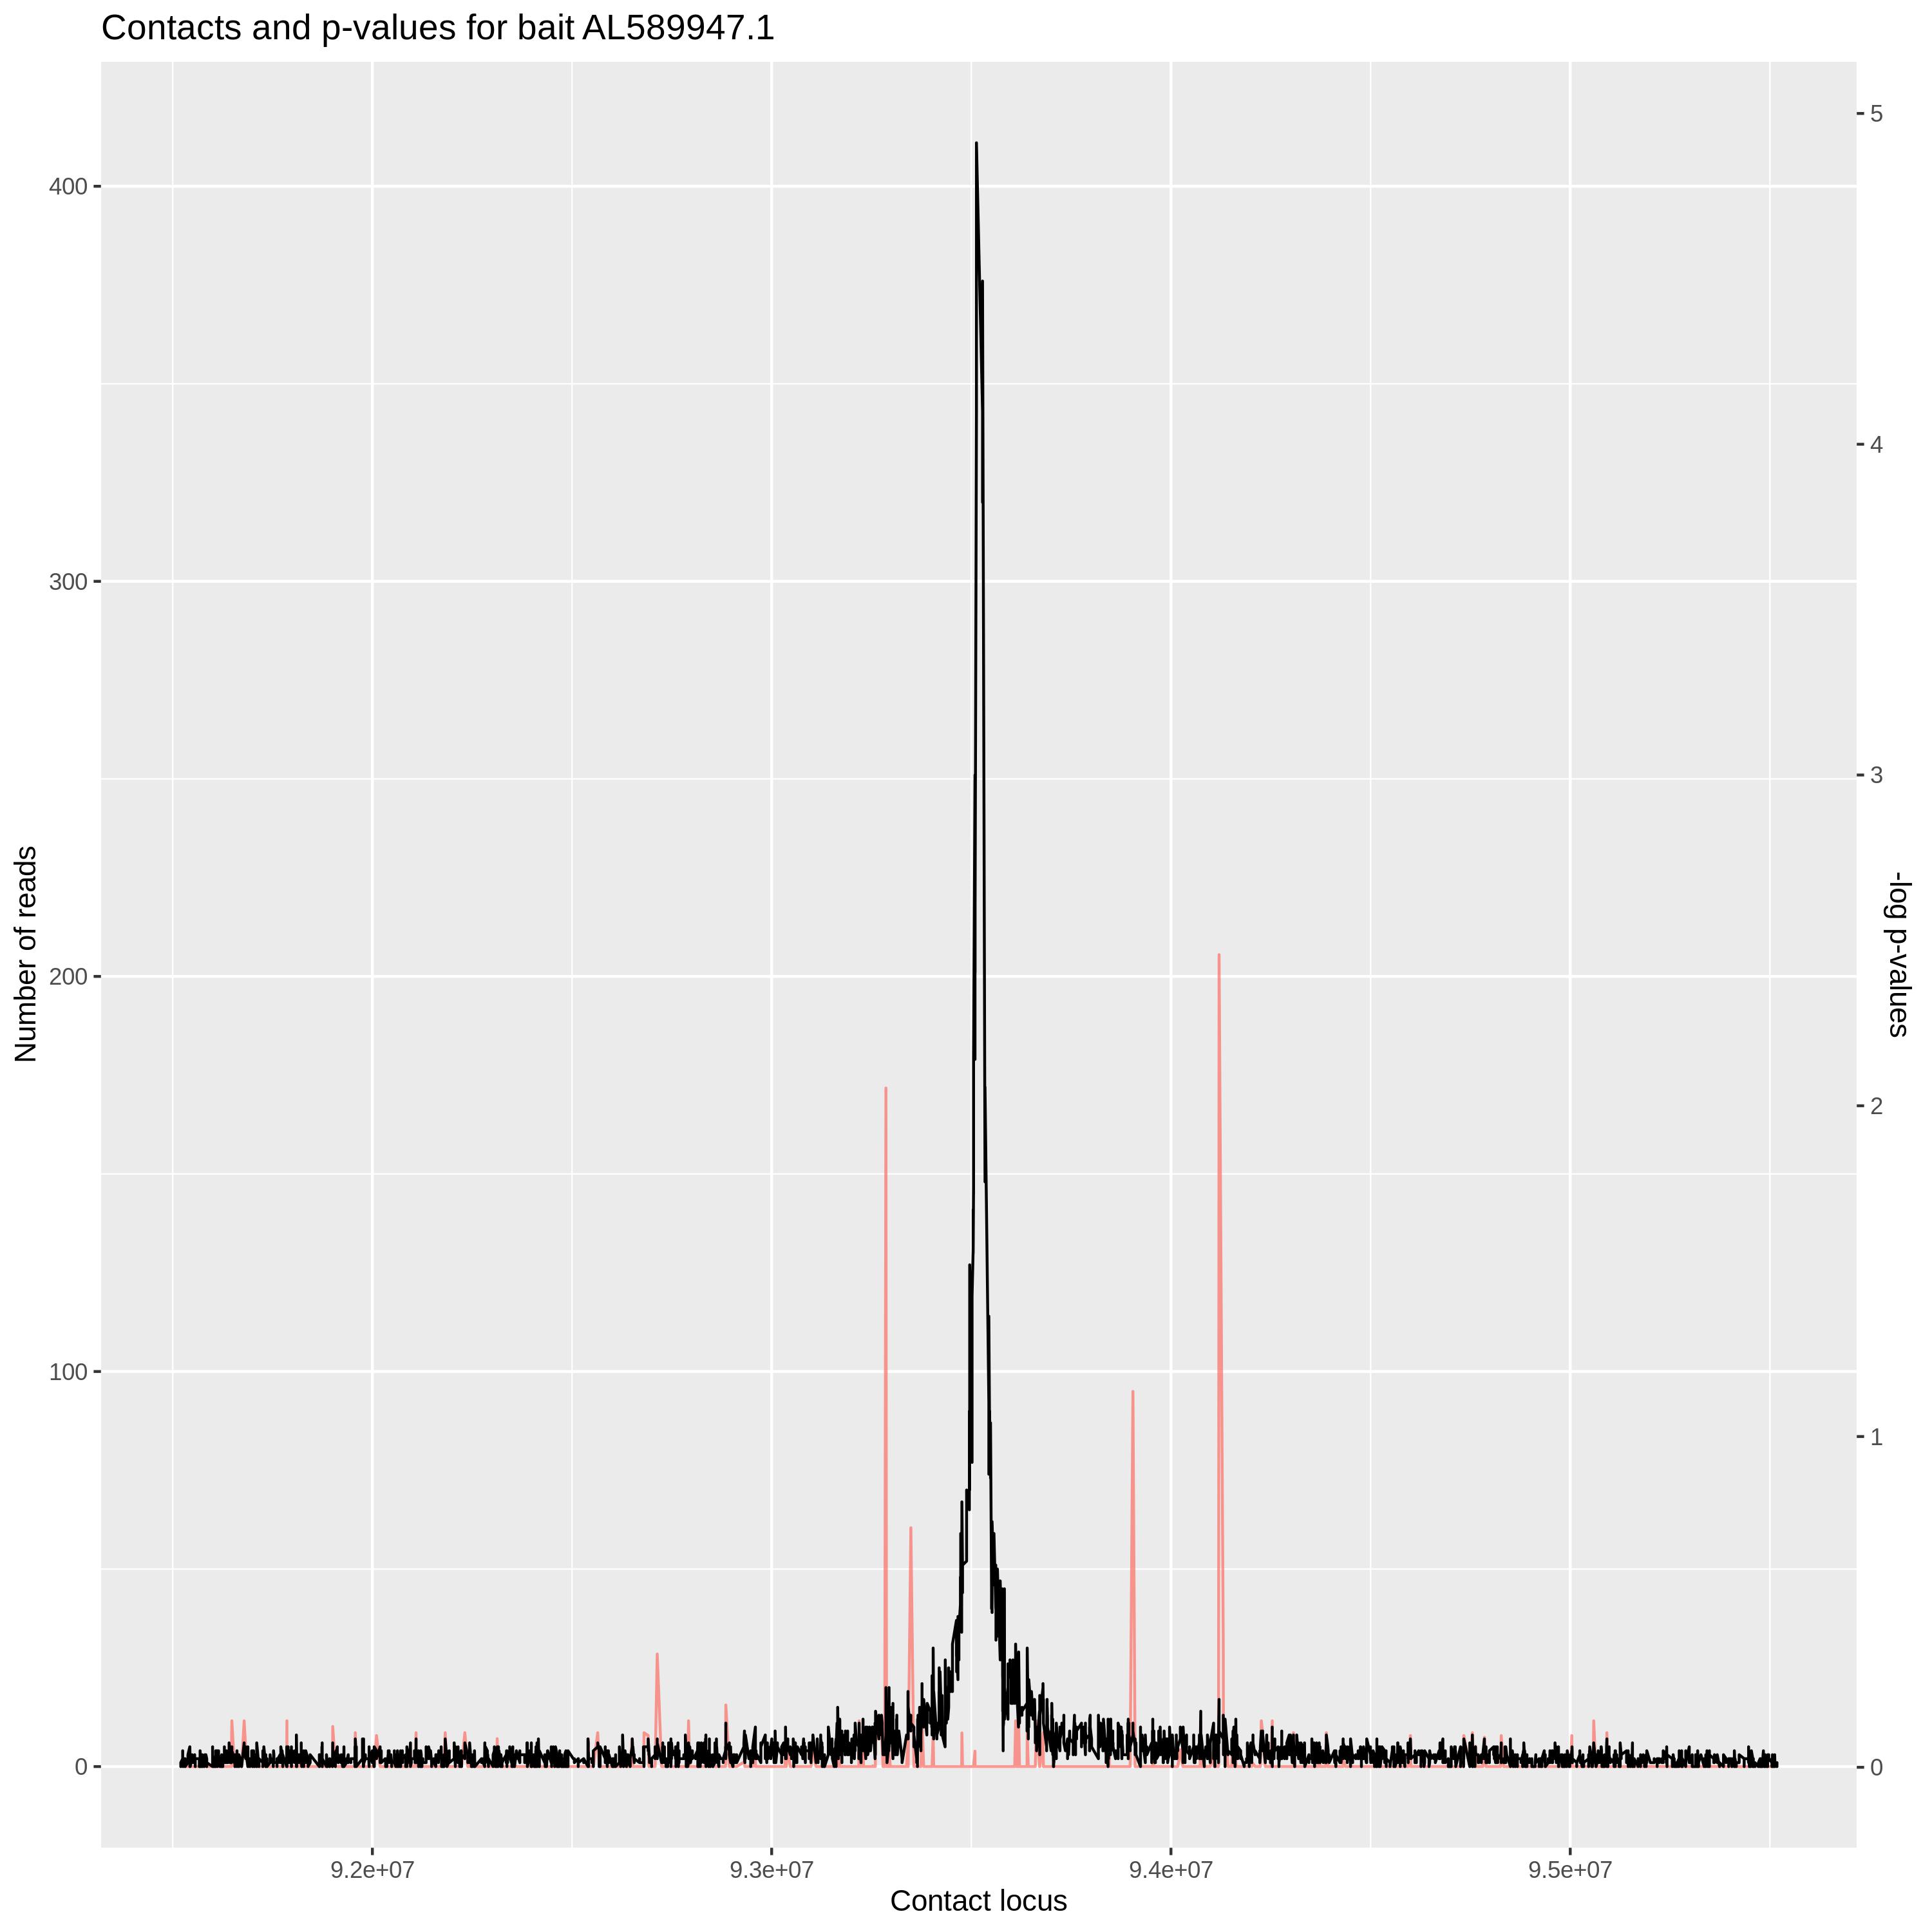 Contacts and p-values for bait AL589947.1
400
300
200
100
0
Number of reads
5
4
3
2
1
0
-log p-values
9.2e+07
9.3e+07
9.4e+07
9.5e+07
Contact locus